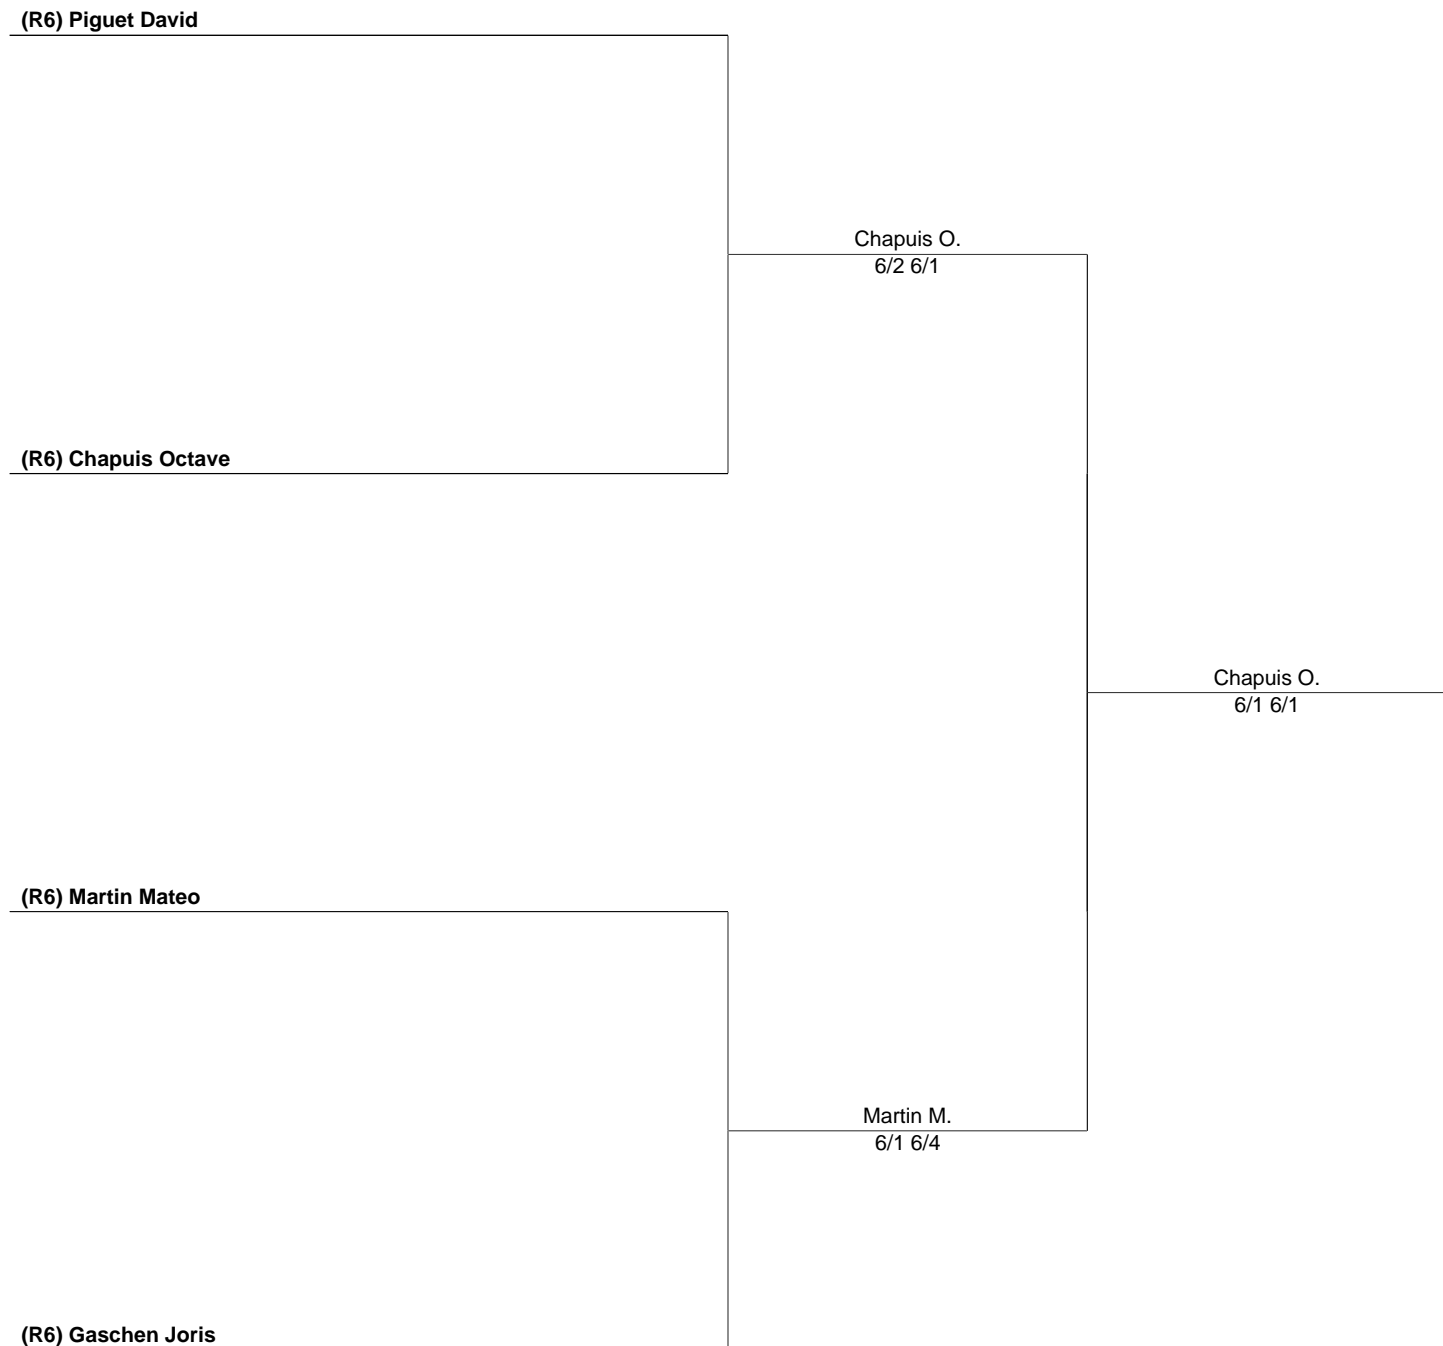 (R6) Piguet David
Chapuis O.
6/2 6/1
(R6) Chapuis Octave
Chapuis O.
6/1 6/1
(R6) Martin Mateo
Martin M.
6/1 6/4
(R6) Gaschen Joris